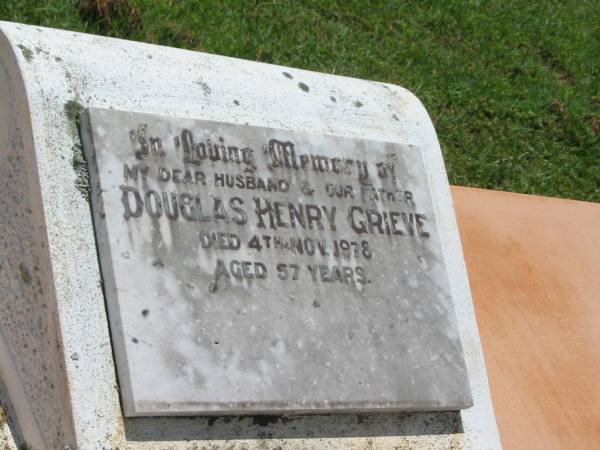 In Loving Memory of
MY DEAR HUSBAND & OUR FATHER
DOUGLAS HENRY GRIEVE
DIED 4TH NOV. 1978
AGED 57 YEARS.